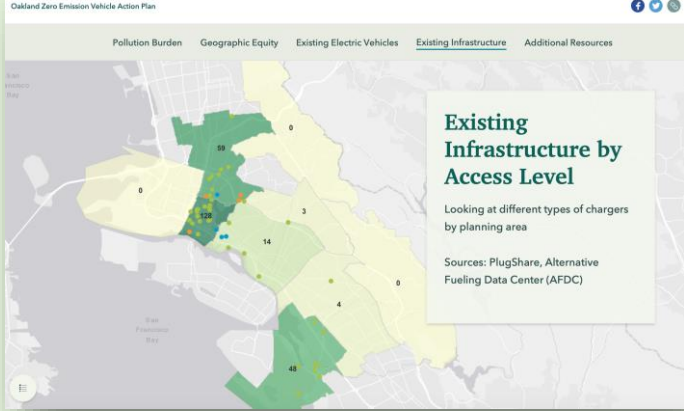 Oakland Zero Emission Vehicle Action Plan
Pollution Burden Geographic Equity Existing Electric Vehicles Existing Infrastructure Additional Resources
San
Francisco
Bay
0
59
0
128
3
14
0
4
48
San
Francisco
Bay
Existing
Infrastructure by
Access Level
Looking at different types of chargers
by planning area
Sources: PlugShare, Alternative
Fueling Data Center (AFDC)